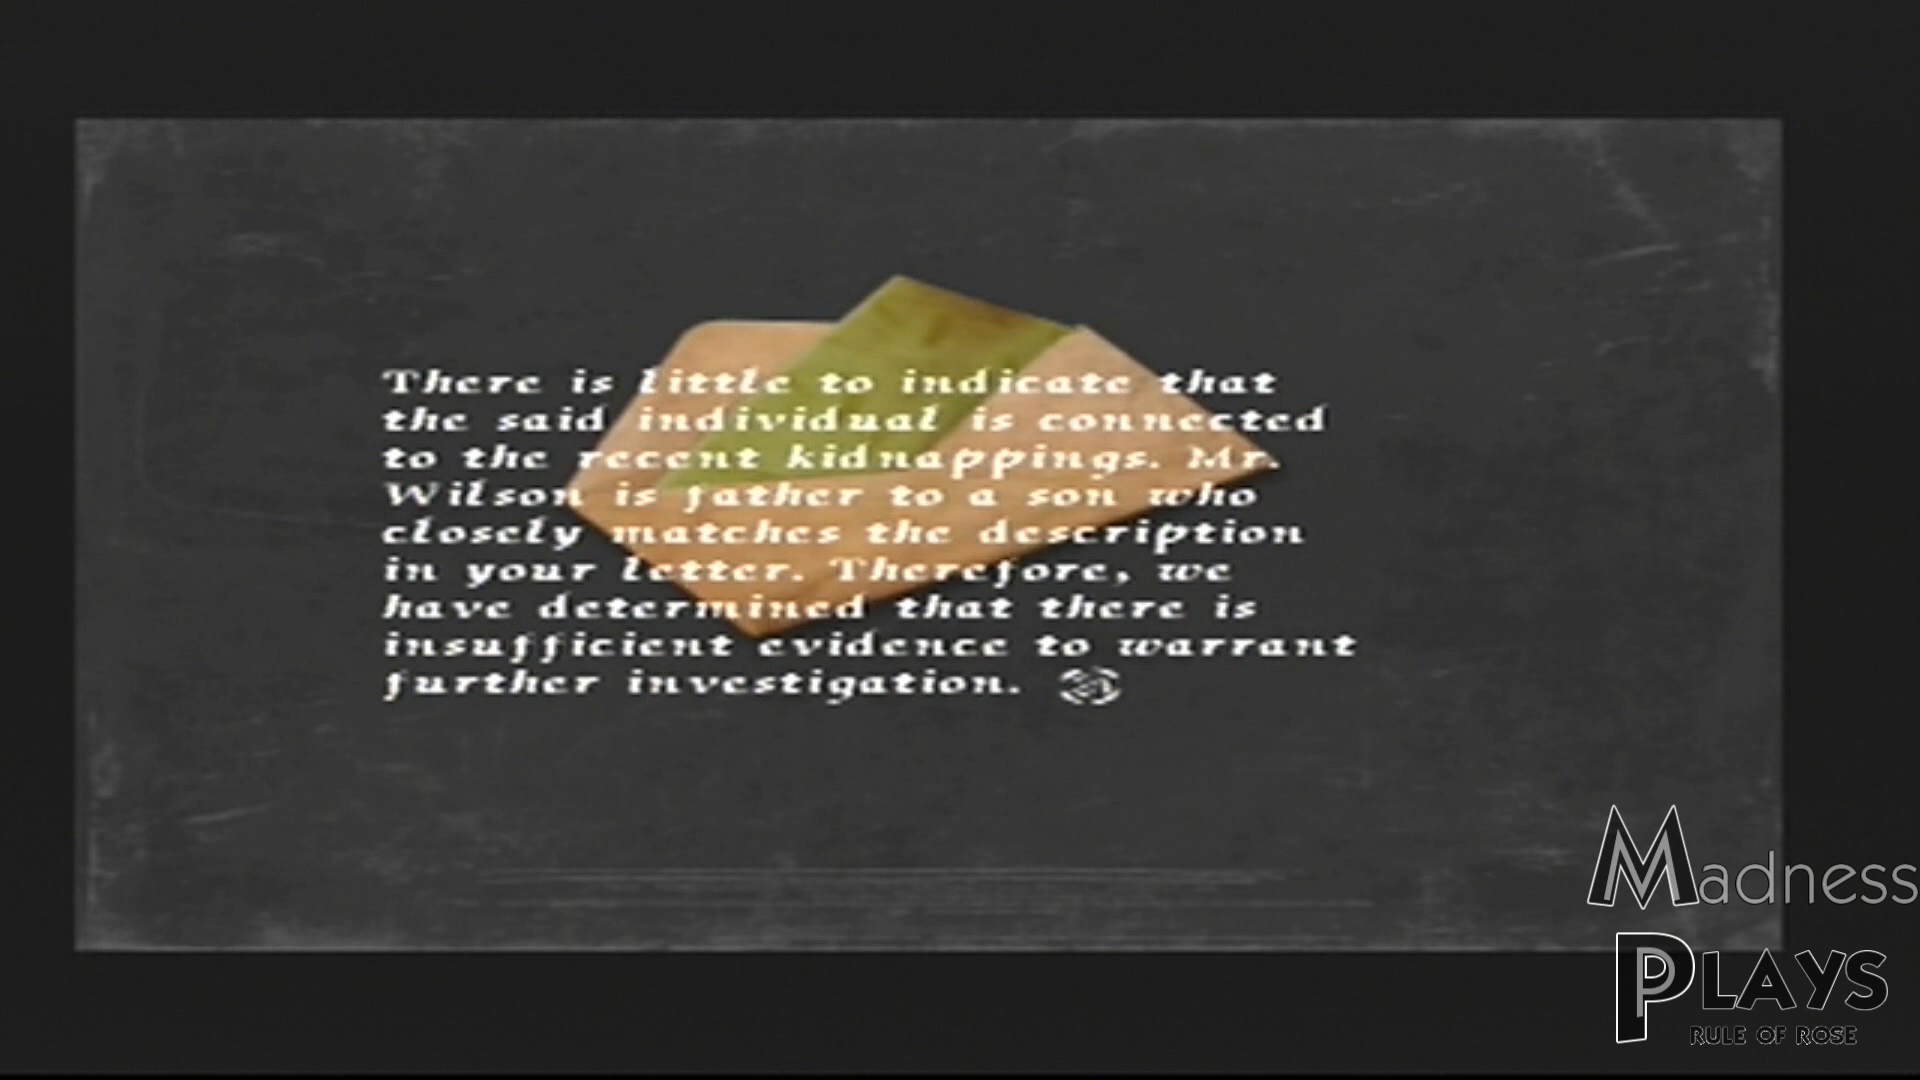 There is little to indicate that
the said individual is connected
to the recent kidnappings. Mr.
Wilson is father to a son who
closely matches the description
in your letter. Therefore, we
have determined that there is
insufficient evidence to warrant
further investigation.
Madness
Plays
RULE OF ROSE